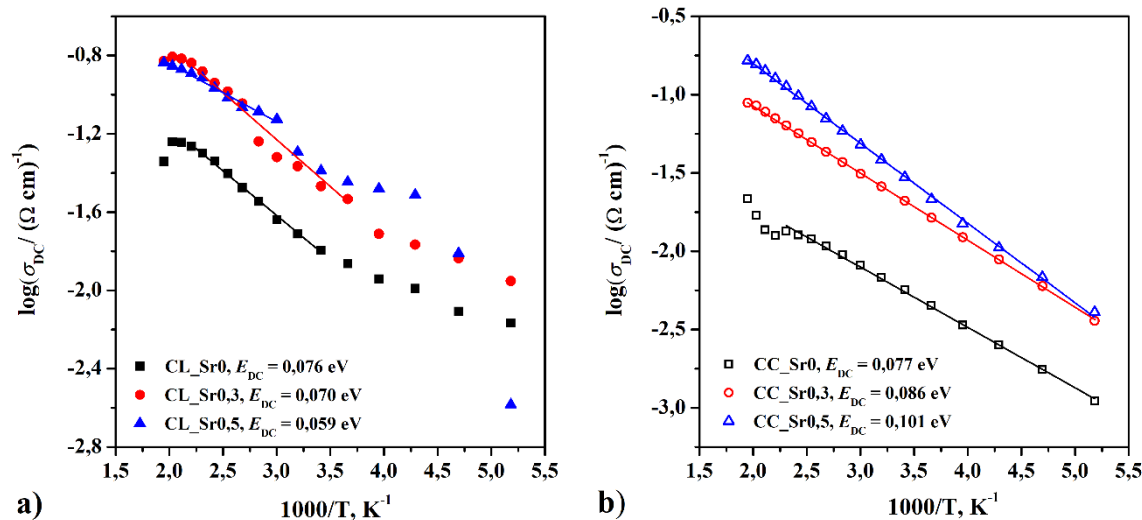 -0,8
-1,2
-1,6
-2,0
-2,4
-2,8
log(σDC/ (Ω cm)-1
CL_Sr0, EDC = 0,076 eV
CL_Sr0,3; EDC = 0,070 eV
CL_Sr0,5; EDC = 0,059 eV
1,5 2,0 2,5 3,0 3,5 4,0 4,5 5,0 5,5
1000/T, K-1
a)
-0,5
-1,0
-1,5
-2,0
-2,5
-3,0
log(σDC/ (Ω cm)-1
CC_Sr0, EDC = 0,077 eV
CC_Sr0,3; EDC = 0,086 eV
CC_Sr0,5; EDC = 0,101 eV
1,5 2,0 2,5 3,0 3,5 4,0 4,5 5,0 5,5
1000/T, K-1
b)